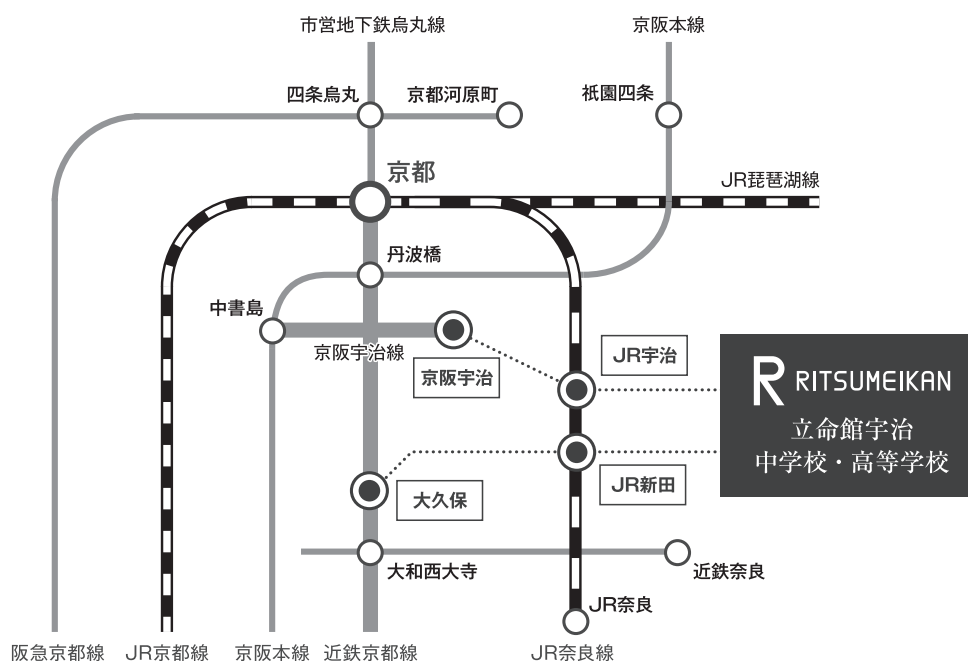 市営地下鉄烏丸線
京阪本線
四条烏丸
京都河原町
祇園四条
京都
JR琵琶湖線
丹波橋
中書島
京阪宇治線
京阪宇治
JR宇治
R RITSUMEIKAN
立命館宇治
中学校・高等学校
大久保
JR新田
大和西大寺
近鉄奈良
JR奈良
阪急京都線
JR京都線
京阪本線
近鉄京都線
JR奈良線